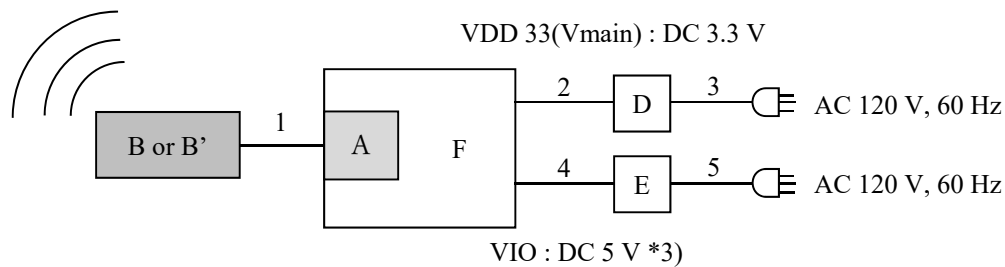 VDD 33(Vmain) : DC 3.3 V
2
D
3
AC 120 V, 60 Hz
1
B or B’
A
F
4
E
5
AC 120 V, 60 Hz
VIO : DC 5 V *3)